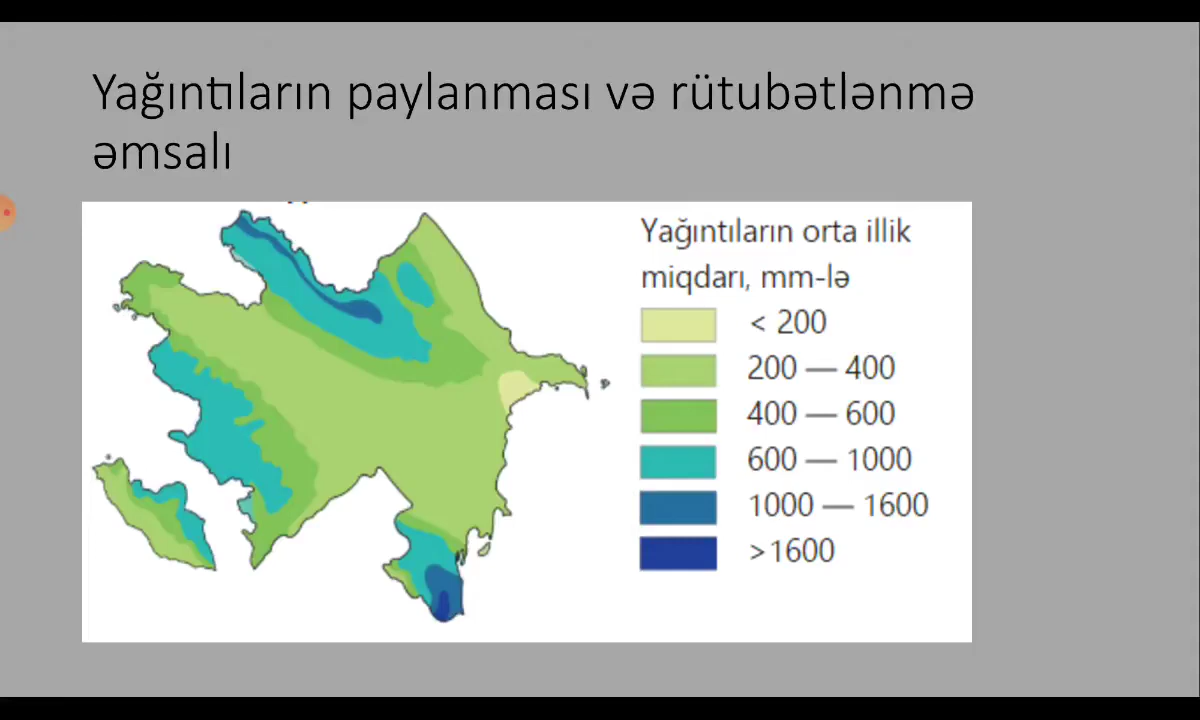 Yağıntıların paylanması və rütubətlənmə
əmsalı
Yağıntıların orta illik
miqdarı, mm-lə
< 200
200 — 400
400 — 600
600 — 1000
1000 — 1600
>1600